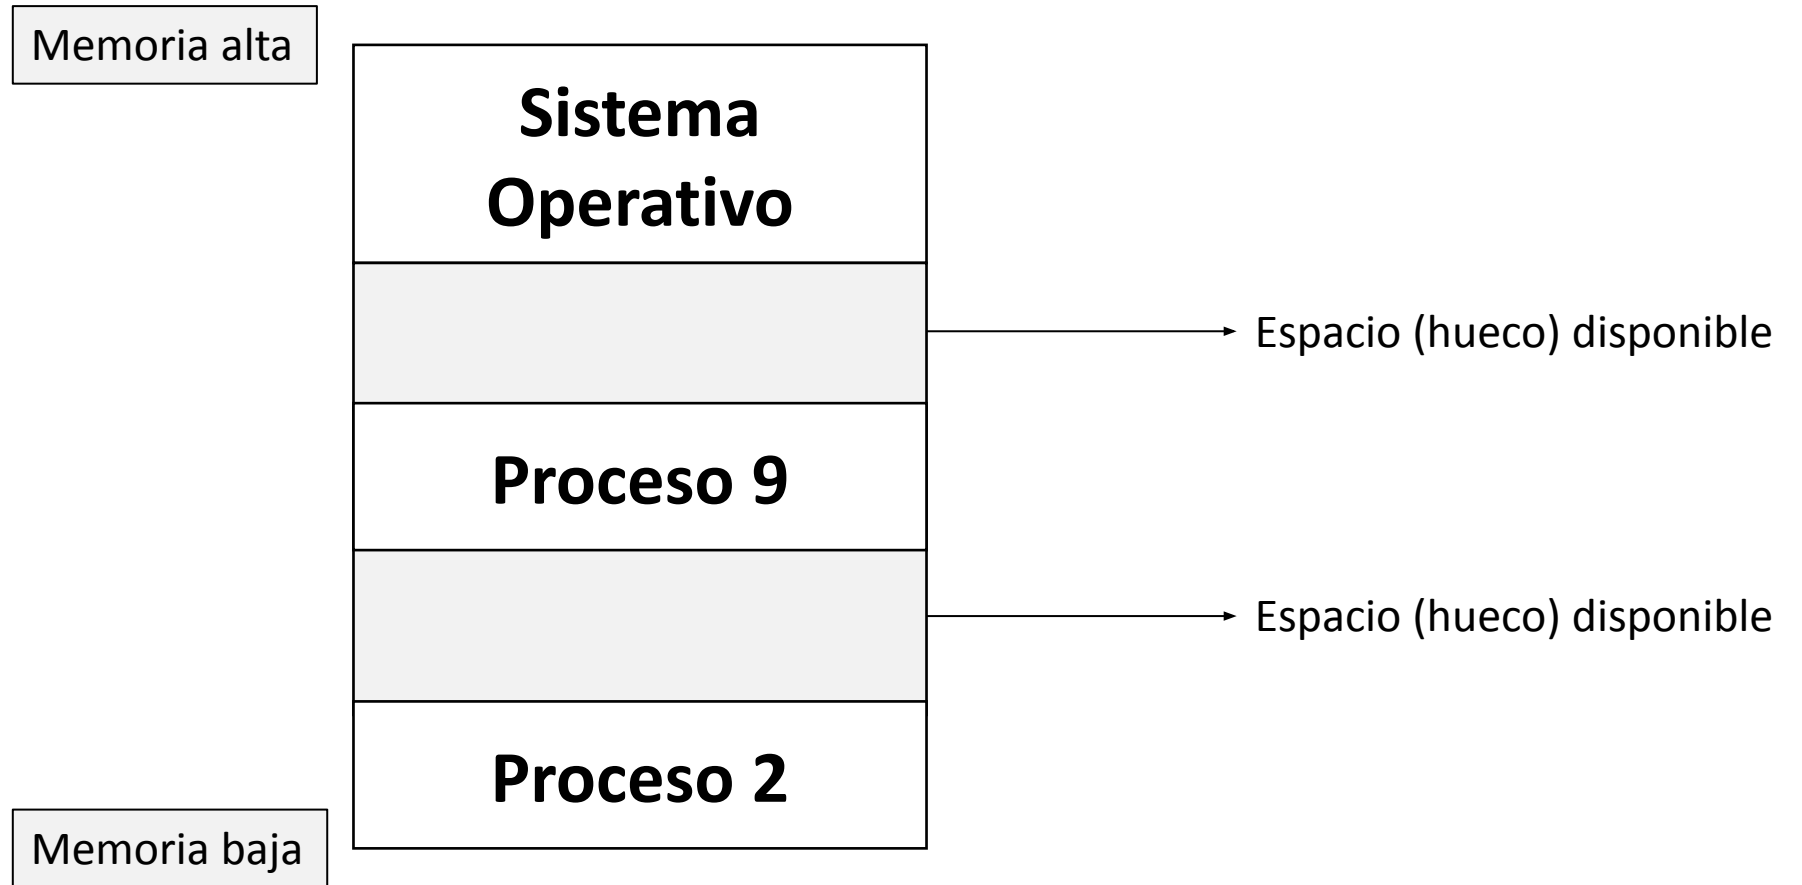 Memoria alta
Sistema
Operativo
Espacio (hueco) disponible
Proceso 9
Espacio (hueco) disponible
Proceso 2
Memoria baja